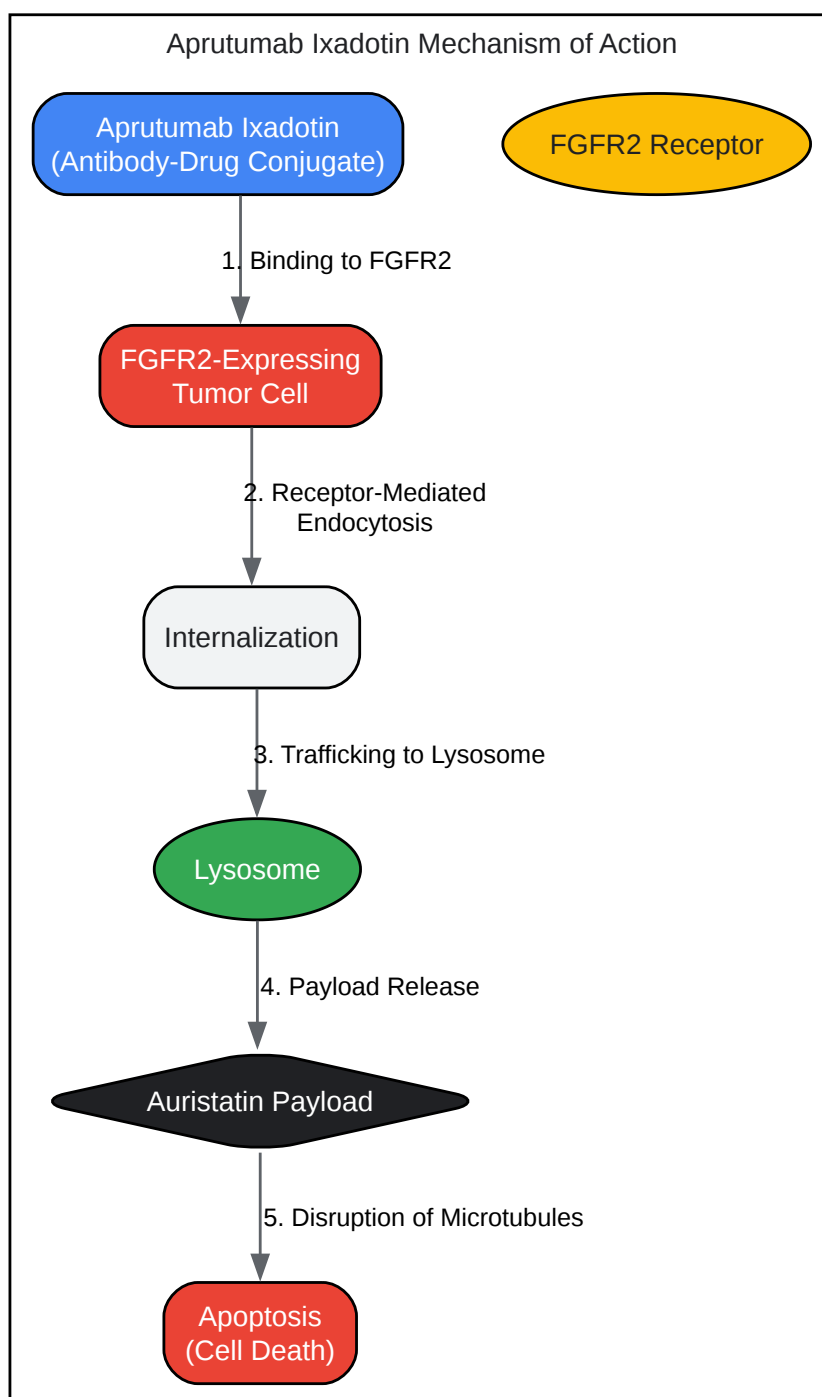 Aprutumab Ixadotin Mechanism of Action
Aprutumab Ixadotin
(Antibody-Drug Conjugate)
FGFR2 Receptor
1. Binding to FGFR2
FGFR2-Expressing
Tumor Cell
2. Receptor-Mediated
Endocytosis
Internalization
3. Trafficking to Lysosome
Lysosome
4. Payload Release
Auristatin Payload
5. Disruption of Microtubules
Apoptosis
(Cell Death)